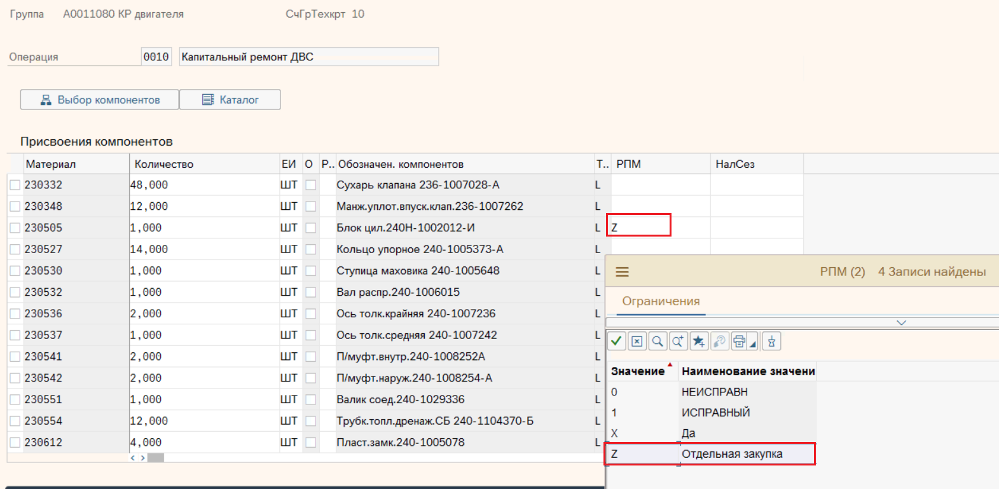 Группа А0011080 КР двигателя СчГрТехкрт 10
Операция 0010 Капитальный ремонт ДВС
Выбор компонентов Каталог
Присвоения компонентов
Материал Количество ЕИ О Р.. Обозначен. компонентов Т.. РПМ НалСез
230332 48,000 ШТ Сухарь клапана 236-1007028-А L
230348 12,000 ШТ Манж.уплот.впуск.клап.236-1007262 L
230505 1,000 ШТ Блок цил.240Н-1002012-И L Z
230527 14,000 ШТ Кольцо упорное 240-1005373-А L
230530 1,000 ШТ Ступица маховика 240-1005648 L
230532 1,000 ШТ Вал распр.240-1006015 L
230536 2,000 ШТ Ось толк.крайняя 240-1007236 L
230537 1,000 ШТ Ось толк.средняя 240-1007242 L
230541 2,000 ШТ П/муфт.внутр.240-1008252А L
230542 2,000 ШТ П/муфт.наруж.240-1008254-А L
230551 1,000 ШТ Валик соед.240-1029336 L
230554 12,000 ШТ Трубк.топл.дренаж.СБ 240-1104370-Б L
230612 4,000 ШТ Пласт.замк.240-1005078 L
РПМ (2) 4 Записи найдены
Ограничения
Значение Наименование значени
0 НЕИСПРАВН
1 ИСПРАВНЫЙ
X Да
Z Отдельная закупка